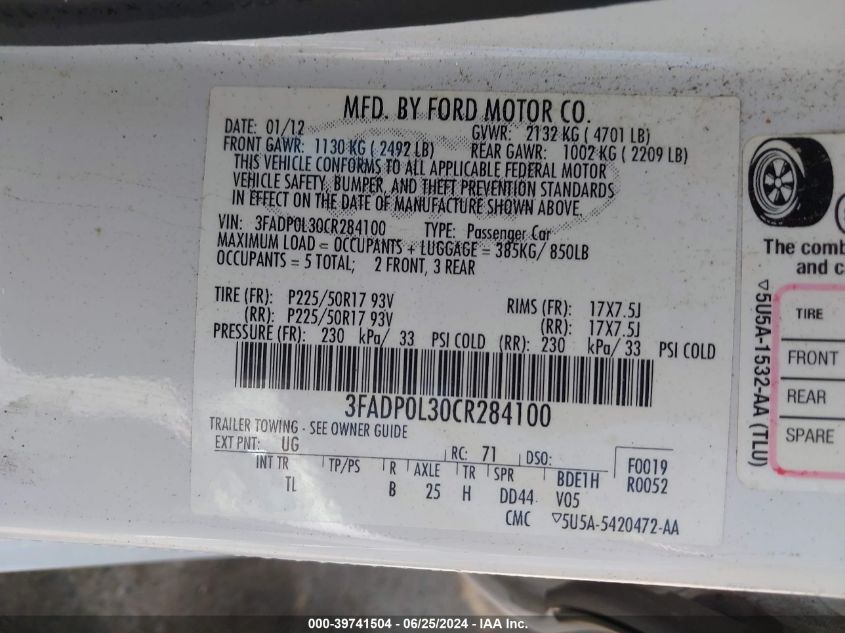 MFD. BY FORD MOTOR CO.
DATE: 01/12 GVWR: 2132 KG ( 4701 LB)
FRONT GAWR: 1130 KG ( 2492 LB) REAR GAWR: 1002 KG ( 2209 LB)
THIS VEHICLE CONFORMS TO ALL APPLICABLE FEDERAL MOTOR
VEHICLE SAFETY, BUMPER, AND THEFT PREVENTION STANDARDS
IN EFFECT ON THE DATE OF MANUFACTURE SHOWN ABOVE.
VIN: 3FADP0L30CR284100 TYPE: Passenger Car
MAXIMUM LOAD = OCCUPANTS + LUGGAGE = 385KG/ 850LB
OCCUPANTS = 5 TOTAL; 2 FRONT, 3 REAR
TIRE (FR): P225/50R17 93V RIMS (FR): 17X7.5J
(RR): P225/50R17 93V (RR): 17X7.5J
PRESSURE (FR): 230 kPa/ 33 PSI COLD (RR): 230 kPa/ 33 PSI COLD
3FADP0L30CR284100
TRAILER TOWING - SEE OWNER GUIDE
EXT PNT: UG RC: 71 DSO: F0019
INT TR TP/PS R AXLE TR SPR BDE1H R0052
TL B 25 H DD44 V05
CMC ▽5U5A-5420472-AA
The comb
and c
TIRE
FRONT
REAR
SPARE
▽5U5A-1532-AA (TLU)
000-39741504 - 06/25/2024 - IAA Inc.